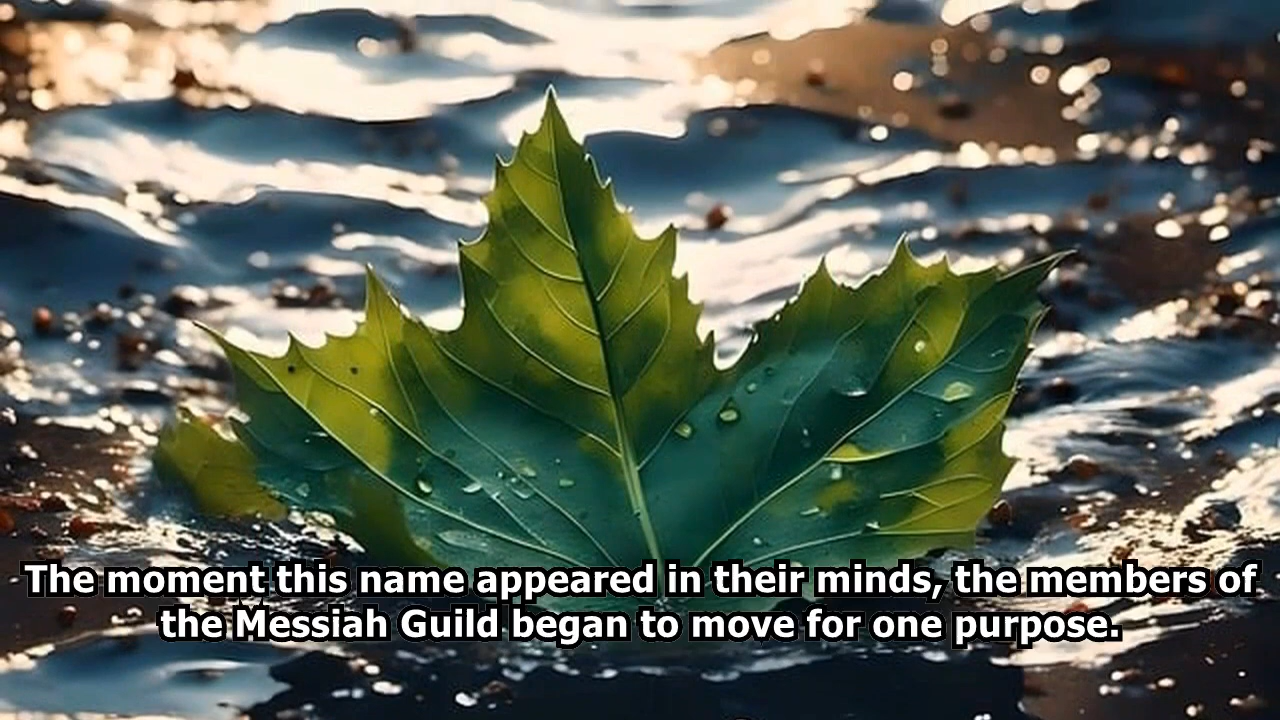 The moment this name appeared in their minds, the members of
the Messiah Guild began to move for one purpose.